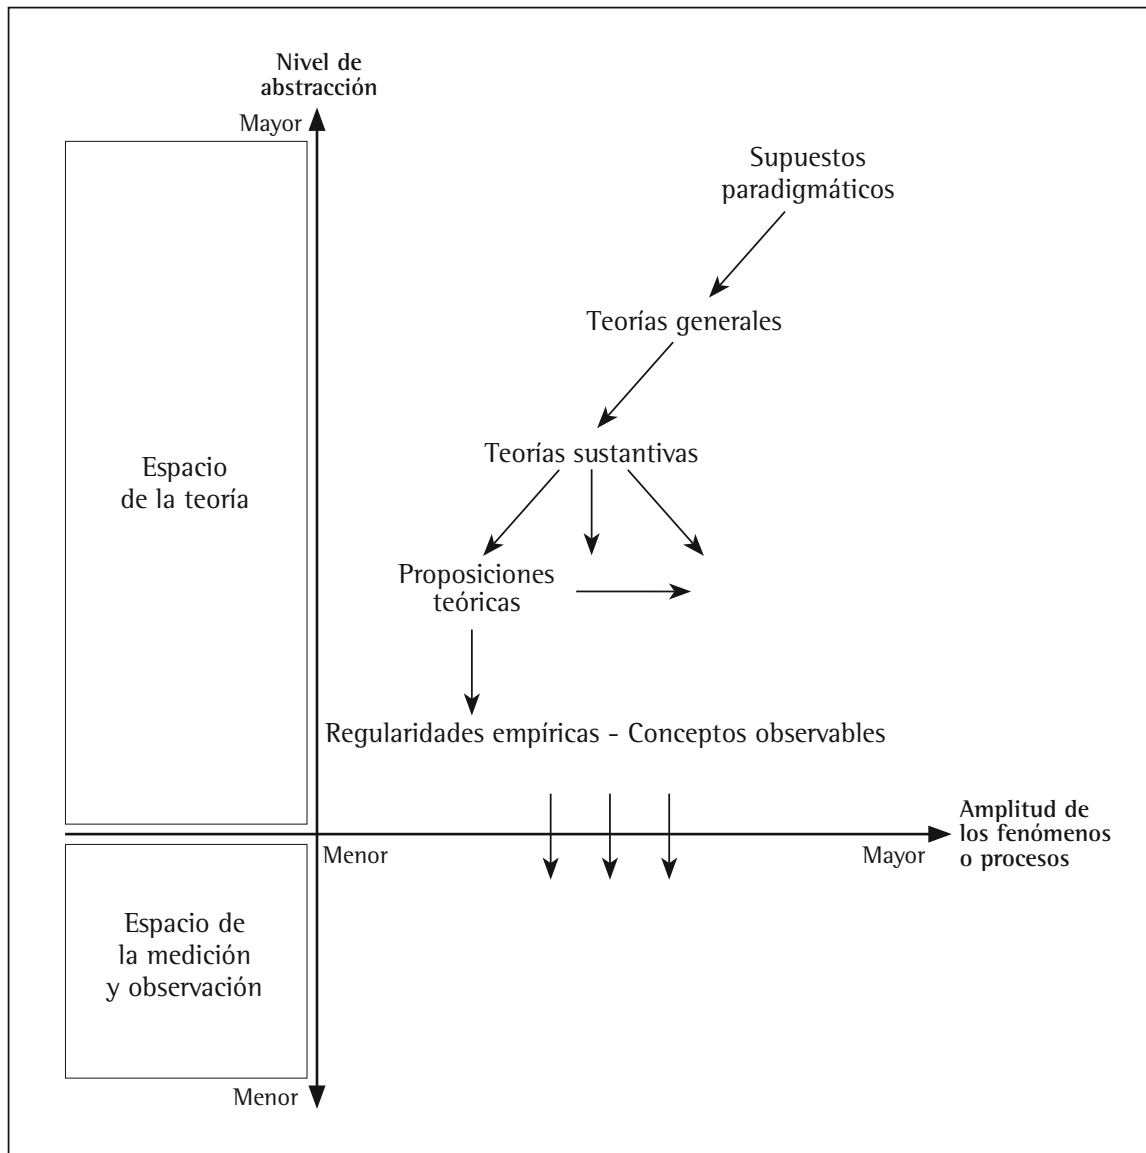 Nivel de
abstracción
Mayor
Supuestos
paradigmáticos
Teorías generales
Teorías sustantivas
Espacio
de la teoría
Proposiciones
teóricas
Regularidades empíricas - Conceptos observables
Amplitud de
los fenómenos
o procesos
Menor
Mayor
Espacio de
la medición
y observación
Menor